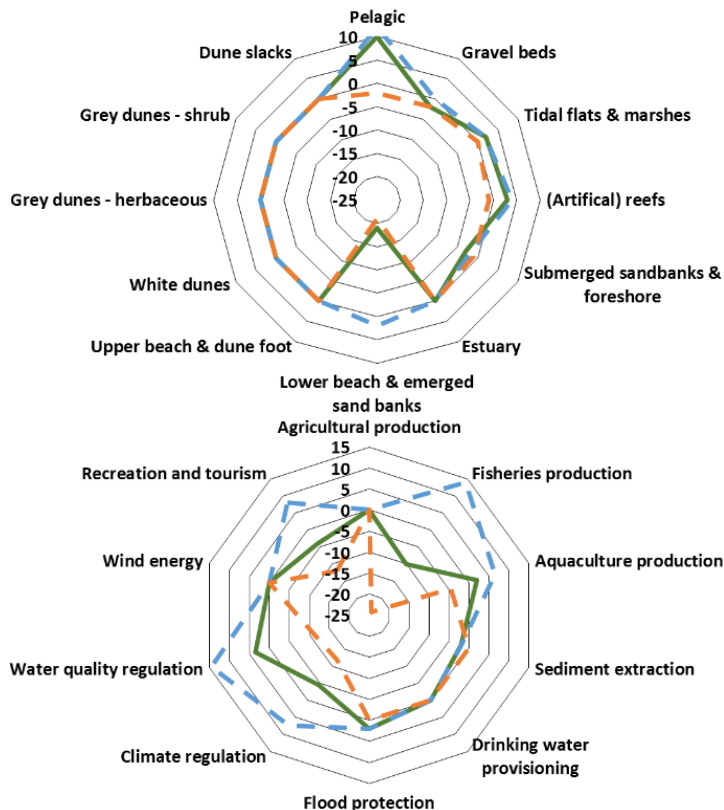 Pelagic
10
Dune slacks
5
Gravel beds
0
Grey dunes - shrub
-5
Tidal flats & marshes
-10
-15
-20
Grey dunes - herbaceous
-25
(Artifical) reefs
White dunes
Submerged sandbanks &
foreshore
Upper beach & dune foot
Estuary
Lower beach & emerged
sand banks
Agricultural production
15
Recreation and tourism
10
Fisheries production
5
0
-5
Wind energy
-10
Aquaculture production
-15
-20
-25
Water quality regulation
Sediment extraction
Climate regulation
Drinking water
provisioning
Flood protection